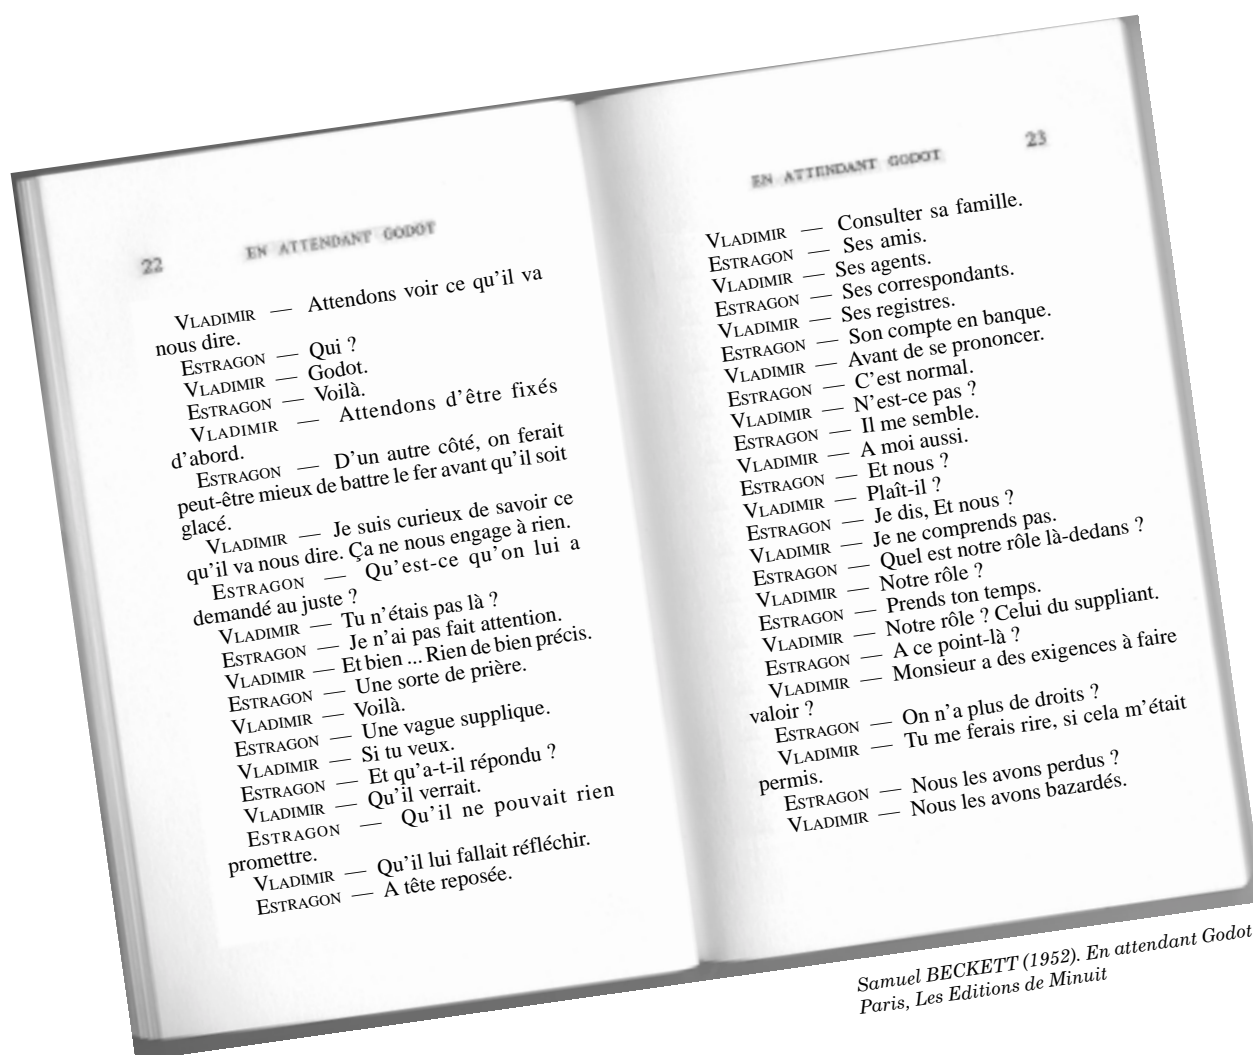 22 EN ATTENDANT GODOT
VLADIMIR — Attendons voir ce qu'il va
nous dire.
ESTRAGON — Qui ?
VLADIMIR — Godot.
ESTRAGON — Voilà.
VLADIMIR — Attendons d'être fixés
d'abord.
ESTRAGON — D'un autre côté, on ferait
peut-être mieux de battre le fer avant qu'il soit
glacé.
VLADIMIR — Je suis curieux de savoir ce
qu'il va nous dire. Ça ne nous engage à rien.
ESTRAGON — Qu'est-ce qu'on lui a
demandé au juste ?
VLADIMIR — Tu n'étais pas là ?
ESTRAGON — Je n'ai pas fait attention.
VLADIMIR — Et bien ... Rien de bien précis.
ESTRAGON — Une sorte de prière.
VLADIMIR — Voilà.
ESTRAGON — Une vague supplique.
VLADIMIR — Si tu veux.
ESTRAGON — Et qu'a-t-il répondu ?
VLADIMIR — Qu'il verrait.
ESTRAGON — Qu'il ne pouvait rien
promettre.
VLADIMIR — Qu'il lui fallait réfléchir.
ESTRAGON — A tête reposée.
EN ATTENDANT GODOT 23
VLADIMIR — Consulter sa famille.
ESTRAGON — Ses amis.
VLADIMIR — Ses agents.
ESTRAGON — Ses correspondants.
VLADIMIR — Ses registres.
ESTRAGON — Son compte en banque.
VLADIMIR — Avant de se prononcer.
ESTRAGON — C'est normal.
VLADIMIR — N'est-ce pas ?
ESTRAGON — Il me semble.
VLADIMIR — A moi aussi.
ESTRAGON — Et nous ?
VLADIMIR — Plaît-il ?
ESTRAGON — Je dis, Et nous ?
VLADIMIR — Je ne comprends pas.
ESTRAGON — Quel est notre rôle là-dedans ?
VLADIMIR — Notre rôle ?
ESTRAGON — Prends ton temps.
VLADIMIR — Notre rôle ? Celui du suppliant.
ESTRAGON — A ce point-là ?
VLADIMIR — Monsieur a des exigences à faire
valoir ?
ESTRAGON — On n'a plus de droits ?
VLADIMIR — Tu me ferais rire, si cela m'était
permis.
ESTRAGON — Nous les avons perdus ?
VLADIMIR — Nous les avons bazardés.
Samuel BECKETT (1952). En attendant Godot
Paris, Les Editions de Minuit